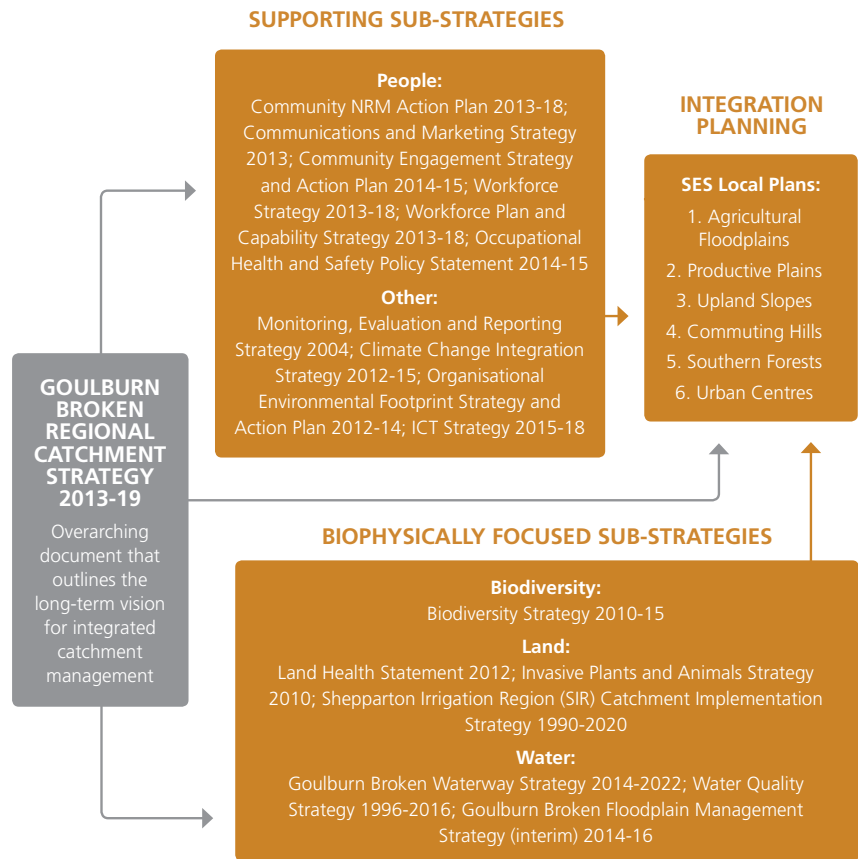 SUPPORTING SUB-STRATEGIES
People:
Community NRM Action Plan 2013-18;
Communications and Marketing Strategy
2013; Community Engagement Strategy
and Action Plan 2014-15; Workforce
Strategy 2013-18; Workforce Plan and
Capability Strategy 2013-18; Occupational
Health and Safety Policy Statement 2014-15
Other:
Monitoring, Evaluation and Reporting
Strategy 2004; Climate Change Integration
Strategy 2012-15; Organisational
Environmental Footprint Strategy and
Action Plan 2012-14; ICT Strategy 2015-18
INTEGRATION
PLANNING
SES Local Plans:
1. Agricultural
Floodplains
2. Productive Plains
3. Upland Slopes
4. Commuting Hills
5. Southern Forests
6. Urban Centres
GOULBURN
BROKEN
REGIONAL
CATCHMENT
STRATEGY
2013-19
Overarching
document that
outlines the
long-term vision
for integrated
catchment
management
BIOPHYSICALLY FOCUSED SUB-STRATEGIES
Biodiversity:
Biodiversity Strategy 2010-15
Land:
Land Health Statement 2012; Invasive Plants and Animals Strategy
2010; Shepparton Irrigation Region (SIR) Catchment Implementation
Strategy 1990-2020
Water:
Goulburn Broken Waterway Strategy 2014-2022; Water Quality
Strategy 1996-2016; Goulburn Broken Floodplain Management
Strategy (interim) 2014-16